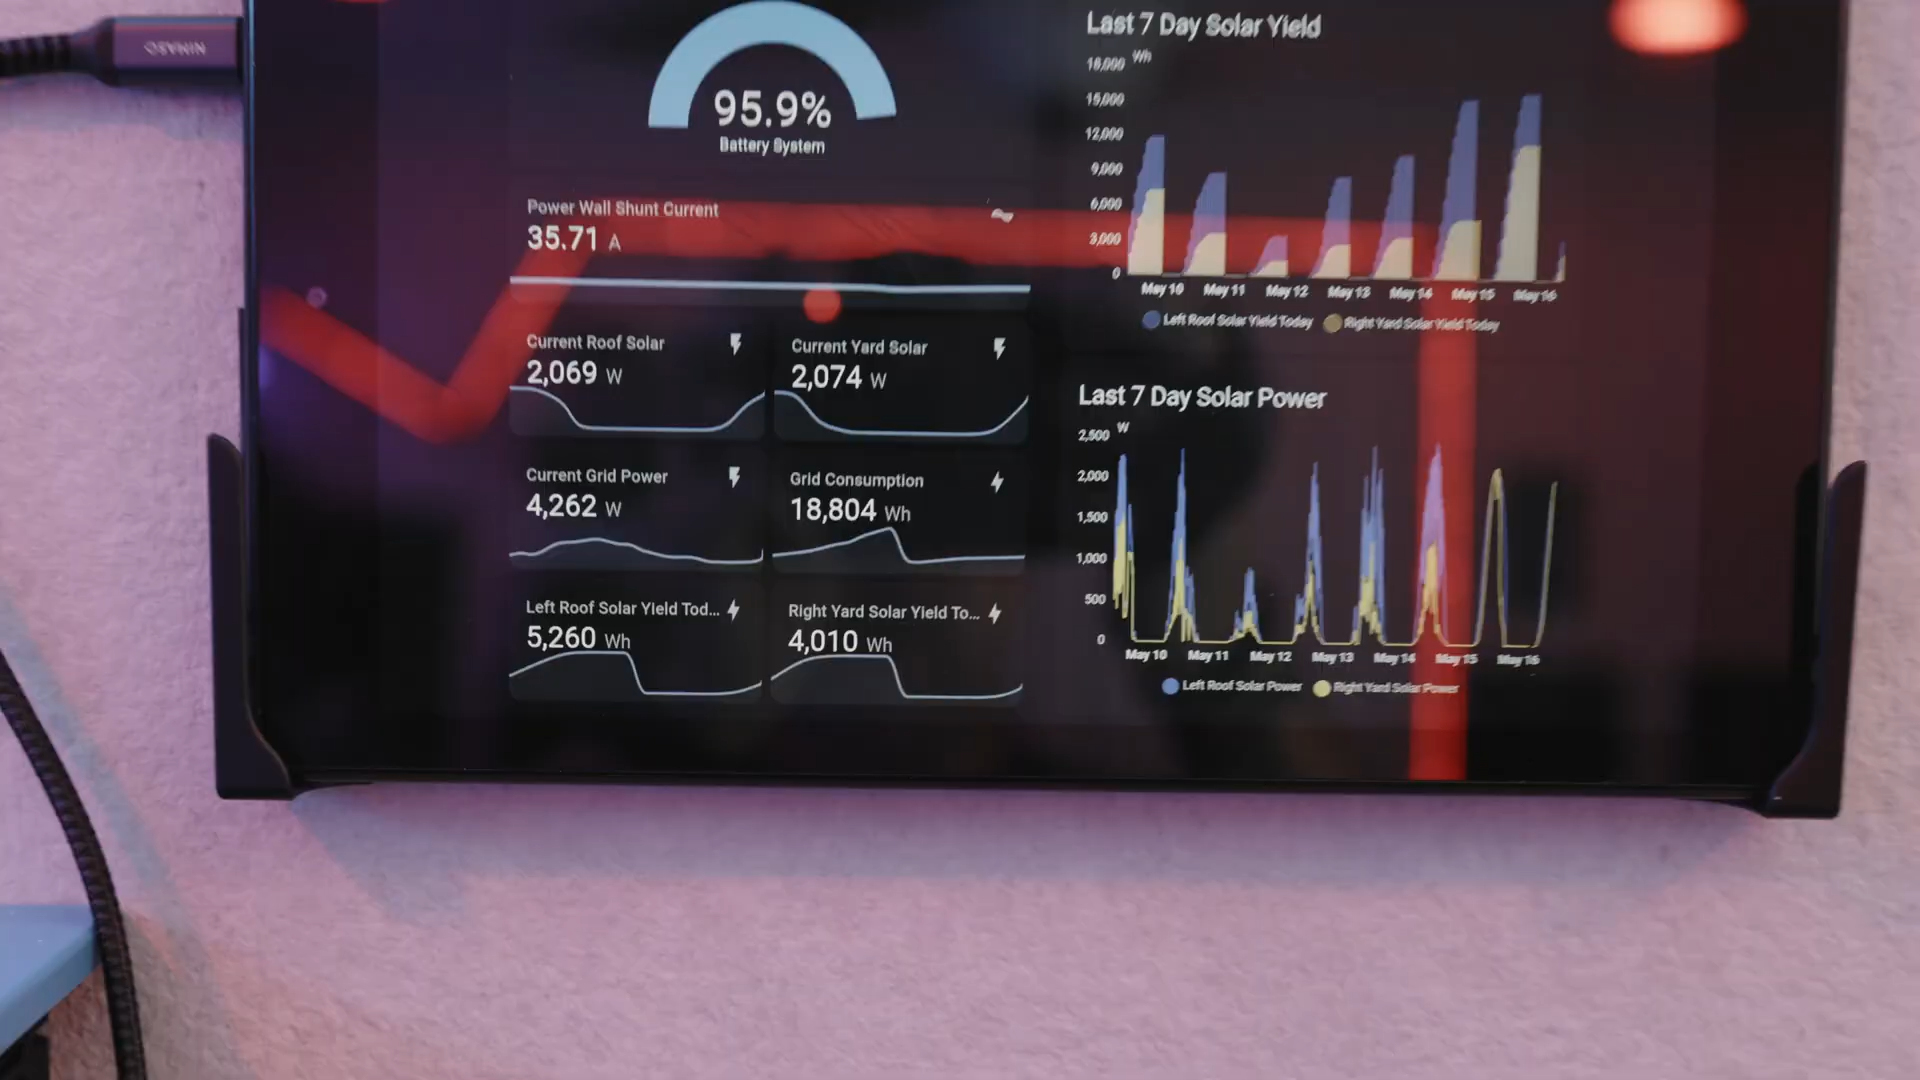 NIMASO
95.9%
Battery System
Power Wall Shunt Current
35.71 A
Current Roof Solar
2,069 W
Current Yard Solar
2,074 W
Current Grid Power
4,262 W
Grid Consumption
18,804 Wh
Left Roof Solar Yield Tod...
5,260 Wh
Right Yard Solar Yield To...
4,010 Wh
Last 7 Day Solar Yield
Wh
18,000
15,000
12,000
9,000
6,000
3,000
0
May 10 May 11 May 12 May 13 May 14 May 15 May 16
Left Roof Solar Yield Today Right Yard Solar Yield Today
Last 7 Day Solar Power
W
2,500
2,000
1,500
1,000
500
0
May 10 May 11 May 12 May 13 May 14 May 15 May 16
Left Roof Solar Power Right Yard Solar Power